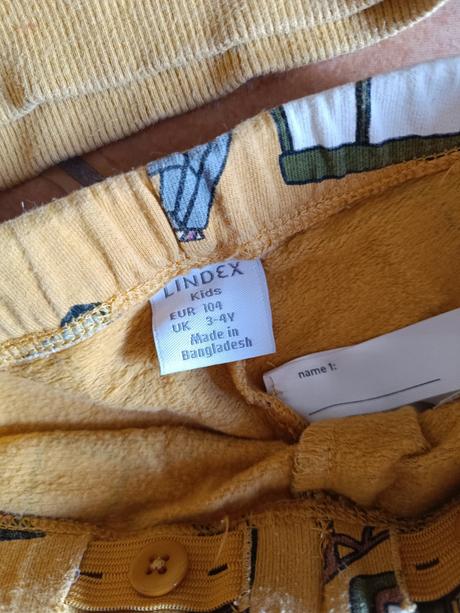 LINDEX
Kids
EUR 104
UK 3-4Y
Made in
Bangladesh
name 1: